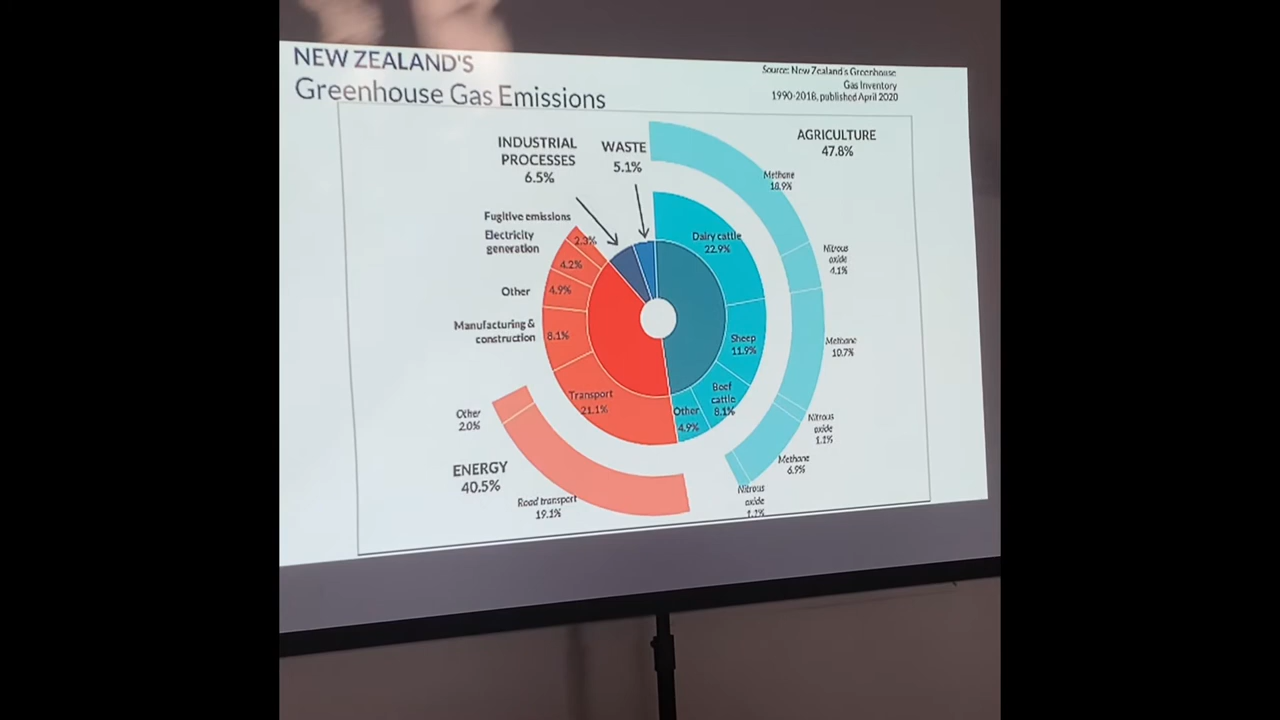 NEW ZEALAND'S
Greenhouse Gas Emissions
Source: New Zealand's Greenhouse
Gas Inventory
1990-2018, published April 2020
AGRICULTURE
47.8%
INDUSTRIAL
PROCESSES
6.5%
WASTE
5.1%
Methane
18.9%
Fugitive emissions
2.3%
Electricity
generation
4.2%
Dairy cattle
22.9%
Nitrous
oxide
4.1%
Other
4.9%
Manufacturing &
construction
8.1%
Sheep
11.9%
Methane
10.7%
Transport
21.1%
Other
4.9%
Beef
cattle
8.1%
Other
2.0%
Nitrous
oxide
1.1%
ENERGY
40.5%
Methane
6.9%
Road transport
19.1%
Nitrous
oxide
1.1%